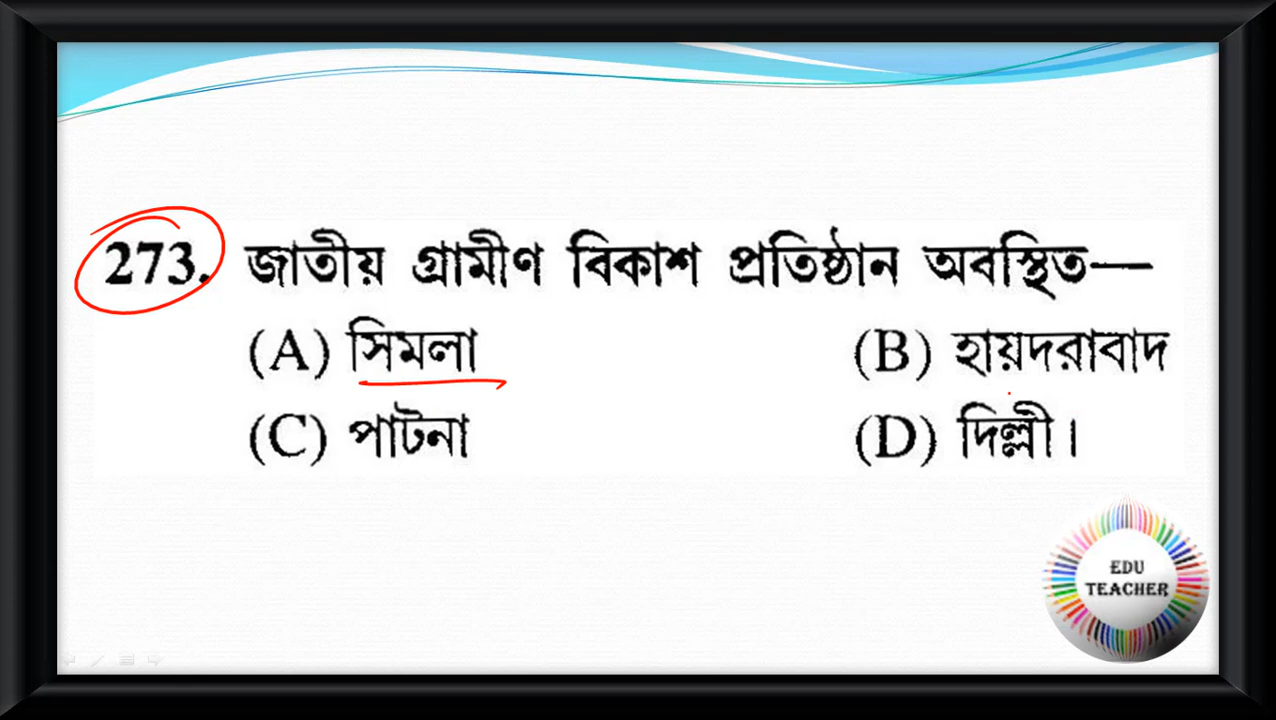 273. জাতীয় গ্রামীণ বিকাশ প্রতিষ্ঠান অবস্থিত—
(A) সিমলা (B) হায়দরাবাদ
(C) পাটনা (D) দিল্লী।
EDU
TEACHER